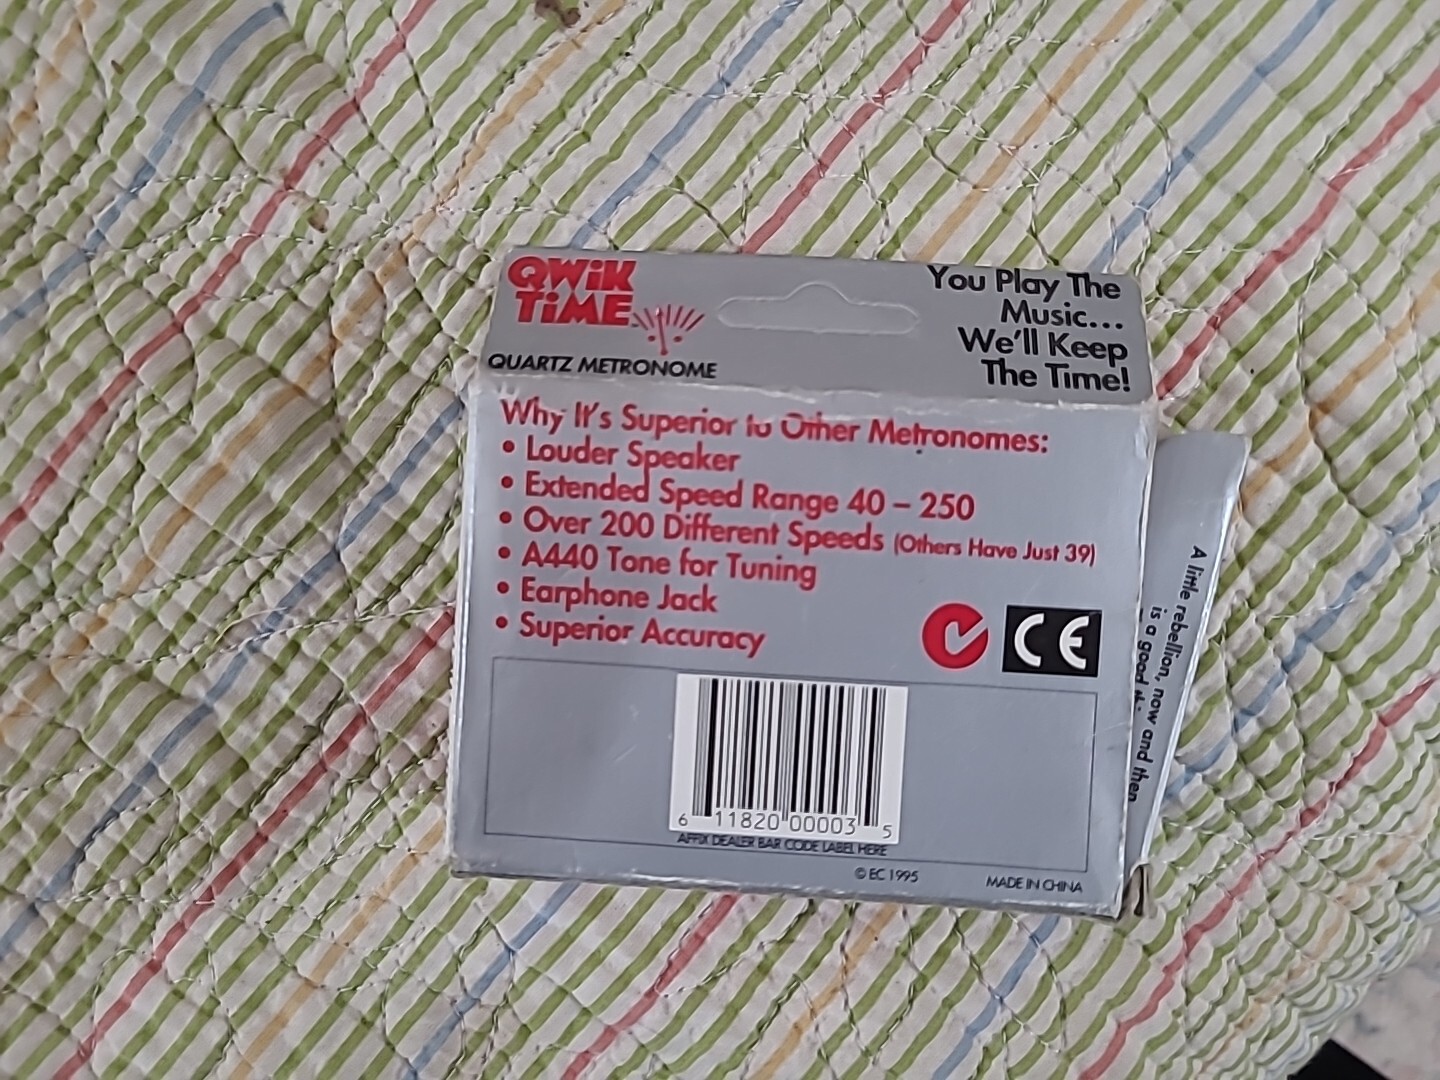 QWiK
TiME
QUARTZ METRONOME
You Play The
Music...
We'll Keep
The Time!
Why It's Superior to Other Metronomes:
• Louder Speaker
• Extended Speed Range 40 – 250
• Over 200 Different Speeds (Others Have Just 39)
• A440 Tone for Tuning
• Earphone Jack
• Superior Accuracy
CE
6 11820 00003 5
AFFIX DEALER BAR CODE LABEL HERE
© EC 1995
MADE IN CHINA
A little rebellion, now and then
is a good